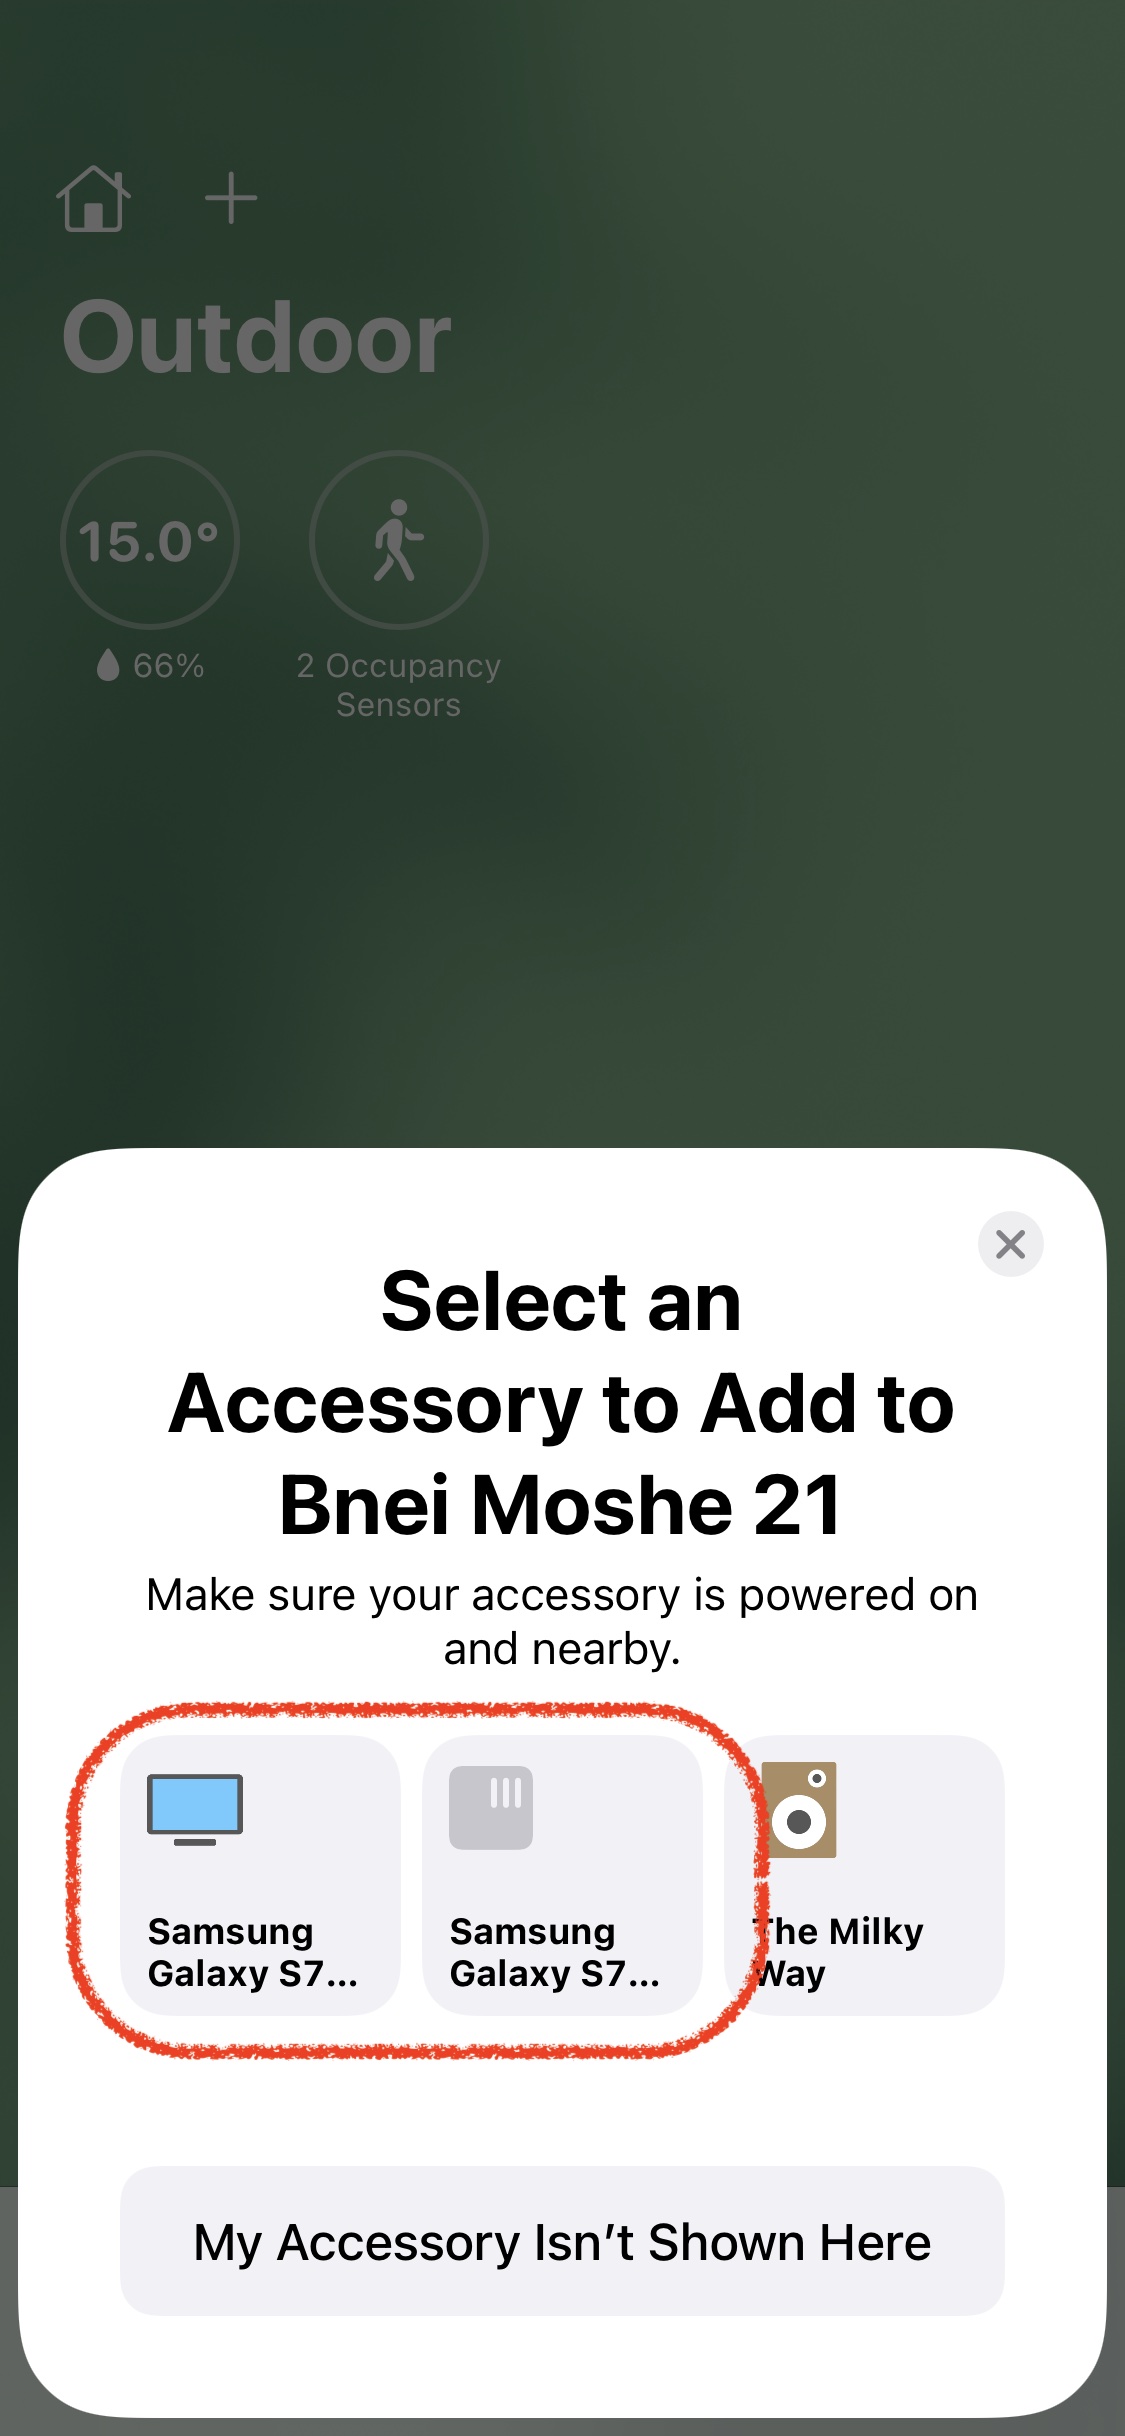 Outdoor
15.0°
66%
2 Occupancy
Sensors
Select an
Accessory to Add to
Bnei Moshe 21
Make sure your accessory is powered on
and nearby.
Samsung
Galaxy S7...
Samsung
Galaxy S7...
The Milky
Way
My Accessory Isn’t Shown Here